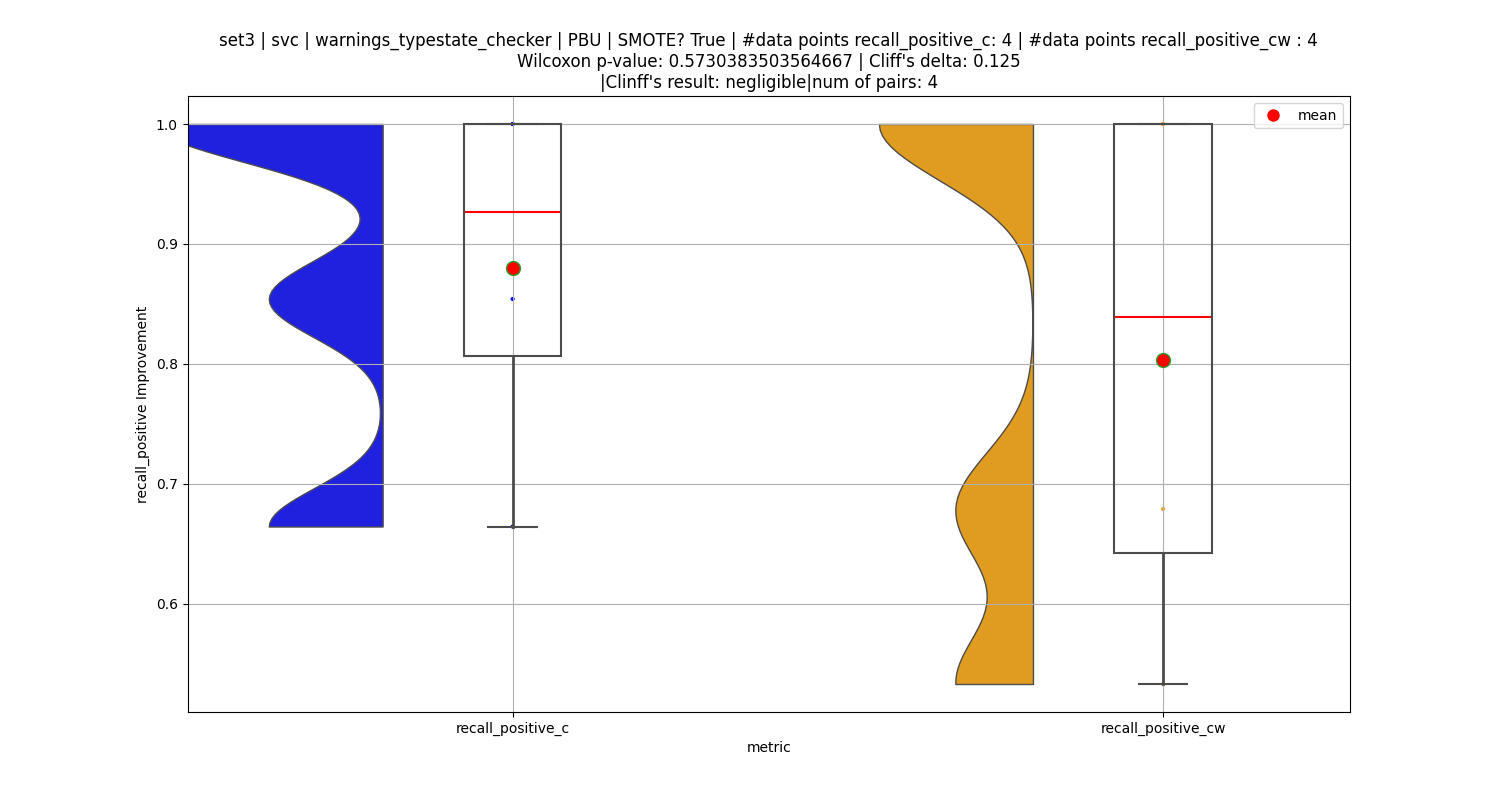 set3 | svc | warnings_typestate_checker | PBU | SMOTE? True | #data points recall_positive_c: 4 | #data points recall_positive_cw : 4
Wilcoxon p-value: 0.5730383503564667 | Cliff's delta: 0.125
|Clinff's result: negligible|num of pairs: 4
mean
1.0
0.9
0.8
0.7
0.6
recall_positive Improvement
recall_positive_c
recall_positive_cw
metric